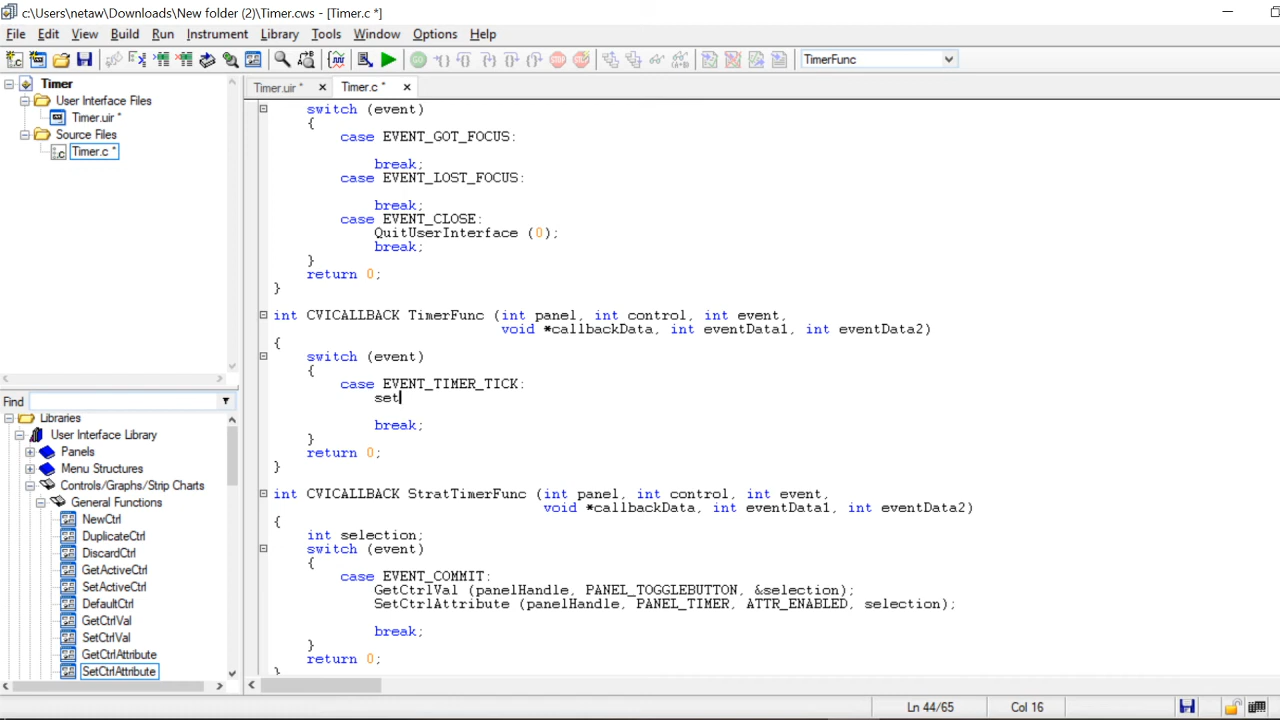 c:\Users\netaw\Downloads\New folder (2)\Timer.cws - [Timer.c *]
File Edit View Build Run Instrument Library Tools Window Options Help
TimerFunc
Timer
User Interface Files
Timer.uir *
Source Files
Timer.c *
Timer.uir * Timer.c *
switch (event)
{
case EVENT_GOT_FOCUS:
break;
case EVENT_LOST_FOCUS:
break;
case EVENT_CLOSE:
QuitUserInterface (0);
break;
}
return 0;
}
int CVICALLBACK TimerFunc (int panel, int control, int event,
void *callbackData, int eventData1, int eventData2)
{
switch (event)
{
case EVENT_TIMER_TICK:
set
break;
}
return 0;
}
int CVICALLBACK StratTimerFunc (int panel, int control, int event,
void *callbackData, int eventData1, int eventData2)
{
int selection;
switch (event)
{
case EVENT_COMMIT:
GetCtrlVal (panelHandle, PANEL_TOGGLEBUTTON, &selection);
SetCtrlAttribute (panelHandle, PANEL_TIMER, ATTR_ENABLED, selection);
break;
}
return 0;
}
Find
Libraries
User Interface Library
Panels
Menu Structures
Controls/Graphs/Strip Charts
General Functions
NewCtrl
DuplicateCtrl
DiscardCtrl
GetActiveCtrl
SetActiveCtrl
DefaultCtrl
GetCtrlVal
SetCtrlVal
GetCtrlAttribute
SetCtrlAttribute
Ln 44/65 Col 16